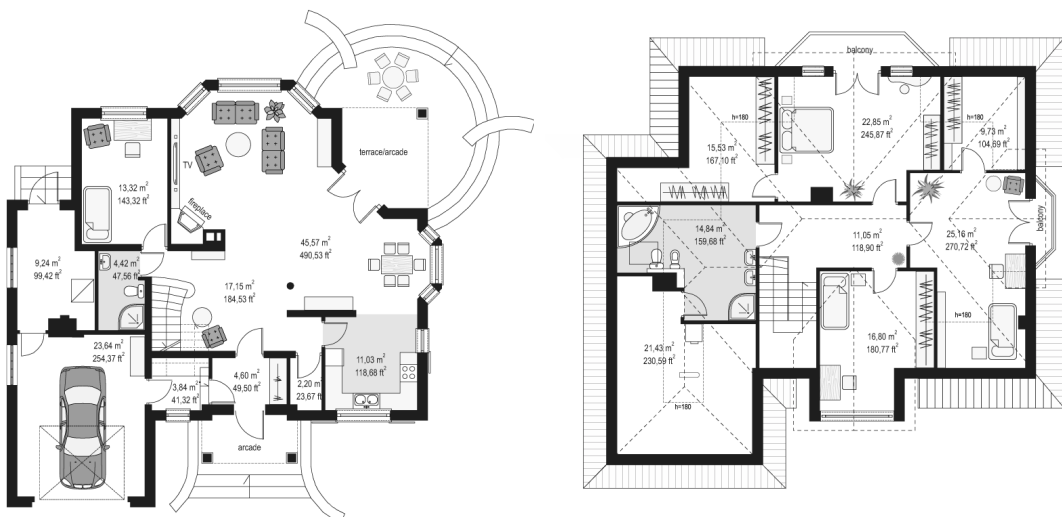 terrace/arcade
TV
fireplace
13,32 m²
143,32 ft²
45,57 m²
490,53 ft²
9,24 m²
99,42 ft²
4,42 m²
47,56 ft²
17,15 m²
184,53 ft²
23,64 m²
254,37 ft²
11,03 m²
118,68 ft²
3,84 m²
41,32 ft²
4,60 m²
49,50 ft²
2,20 m²
23,67 ft²
arcade
balcony
h=180
15,53 m²
167,10 ft²
22,85 m²
245,87 ft²
h=180
9,73 m²
104,69 ft²
14,84 m²
159,68 ft²
11,05 m²
118,90 ft²
25,16 m²
270,72 ft²
balcony
h=180
21,43 m²
230,59 ft²
h=180
16,80 m²
180,77 ft²